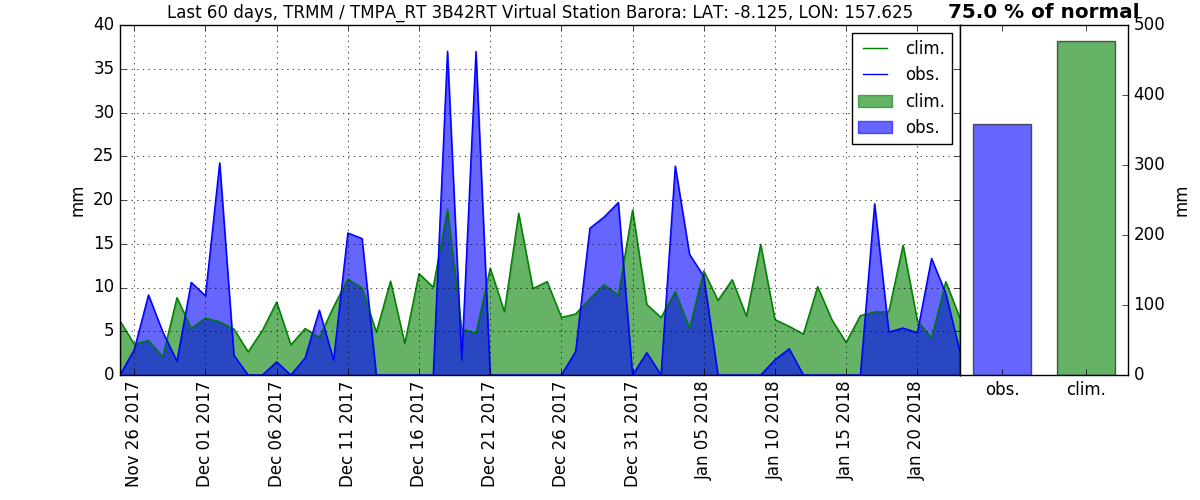 Last 60 days, TRMM / TMPA_RT 3B42RT Virtual Station Barora: LAT: -8.125, LON: 157.625
75.0 % of normal
40
35
30
25
20
15
10
5
0
mm
clim.
obs.
clim.
obs.
500
400
300
200
100
0
mm
Nov 26 2017
Dec 01 2017
Dec 06 2017
Dec 11 2017
Dec 16 2017
Dec 21 2017
Dec 26 2017
Dec 31 2017
Jan 05 2018
Jan 10 2018
Jan 15 2018
Jan 20 2018
obs.
clim.